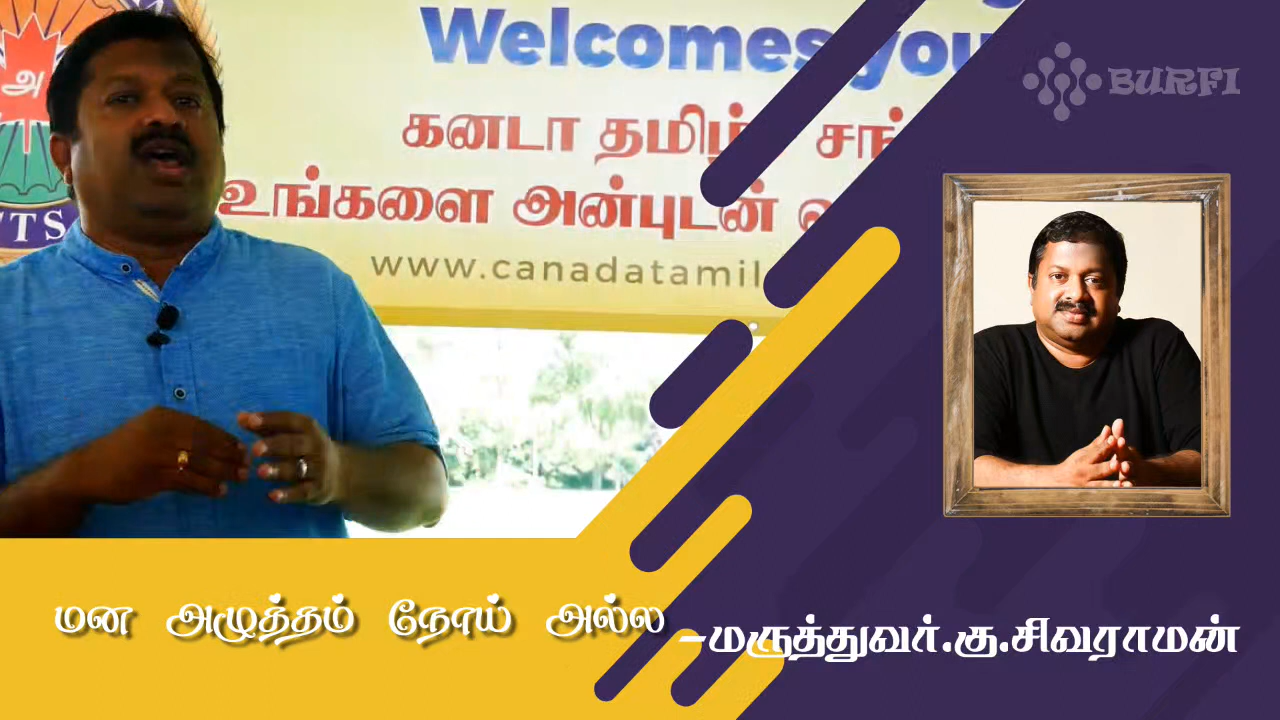 Welcomes you
BURFI
அ
கனடா தமிழ்ச் சங்
உங்களை அன்புடன்
TS
www.canadatamil
மன அழுத்தம் நோய் அல்ல
-மருத்துவர்.கு.சிவராமன்